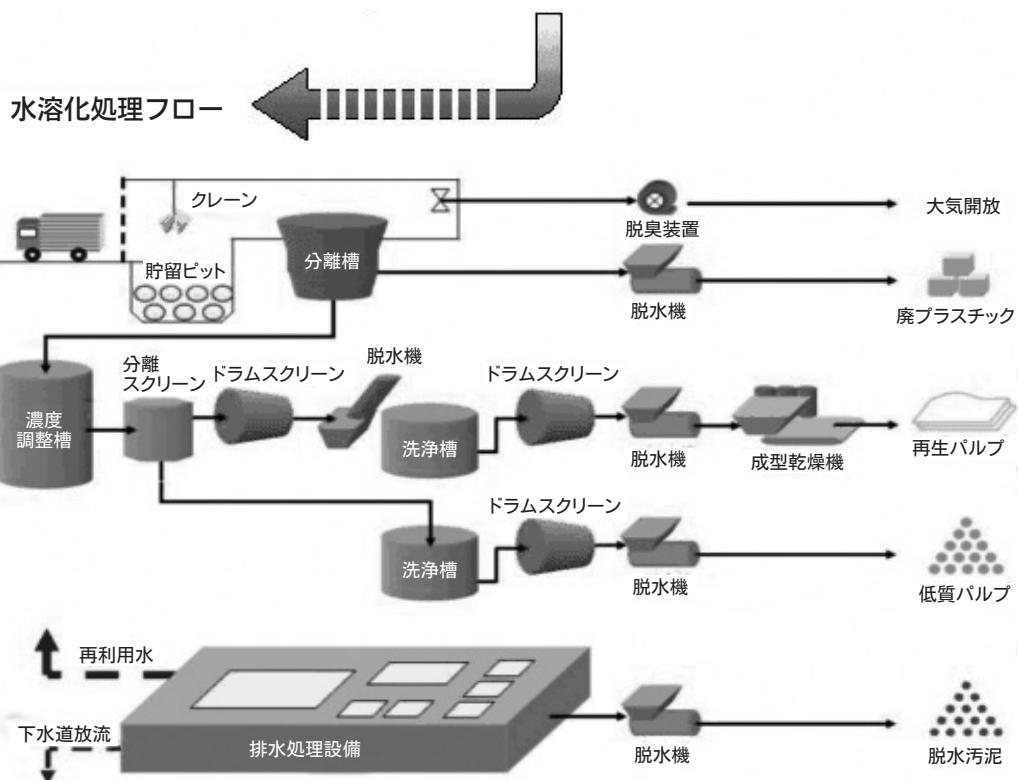 水溶化処理フロー
クレーン
貯留ピット
分離槽
脱臭装置
大気開放
脱水機
廃プラスチック
濃度
調整槽
分離
スクリーン
ドラムスクリーン
脱水機
洗浄槽
ドラムスクリーン
脱水機
成型乾燥機
再生パルプ
洗浄槽
ドラムスクリーン
脱水機
低質パルプ
再利用水
下水道放流
排水処理設備
脱水機
脱水汚泥